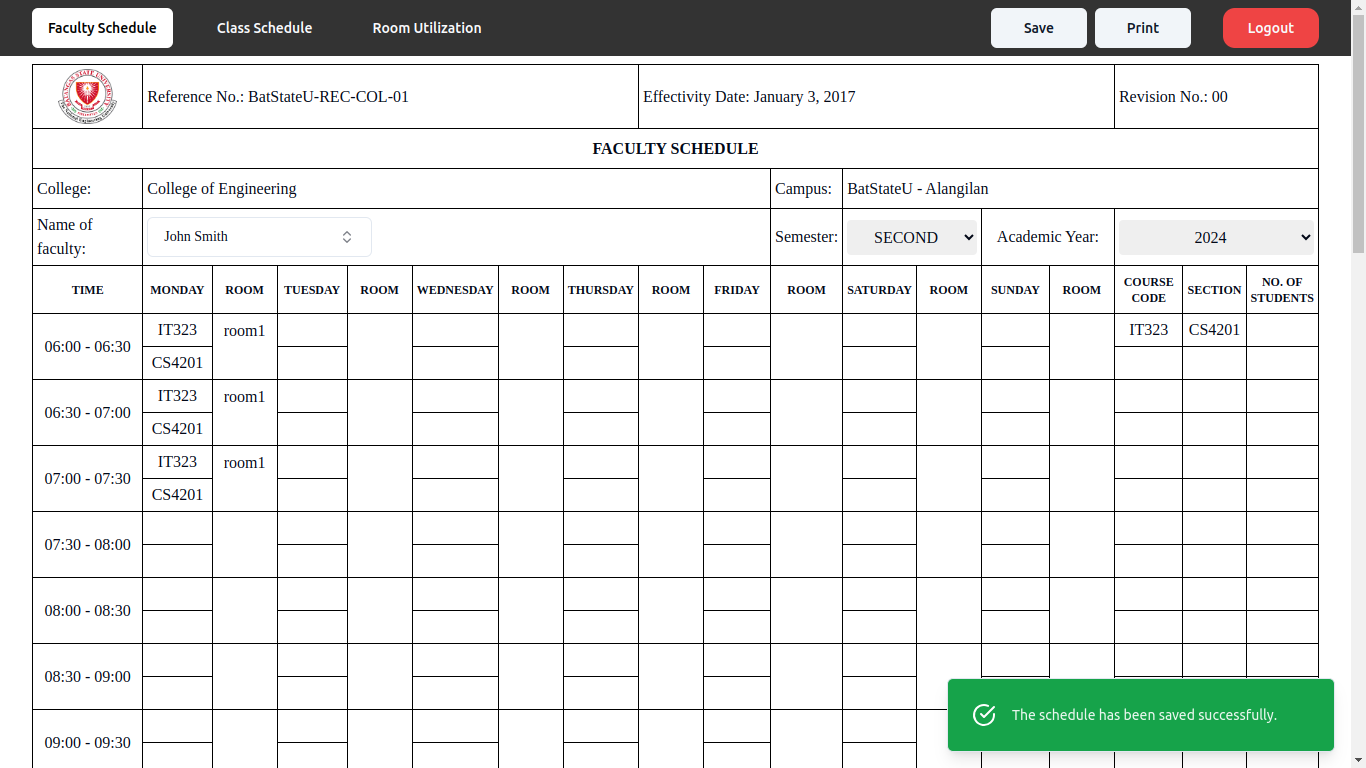 Faculty Schedule Class Schedule Room Utilization Save Print Logout
Reference No.: BatStateU-REC-COL-01 Effectivity Date: January 3, 2017 Revision No.: 00
FACULTY SCHEDULE
College: College of Engineering Campus: BatStateU - Alangilan
Name of faculty: John Smith Semester: SECOND Academic Year: 2024
TIME MONDAY ROOM TUESDAY ROOM WEDNESDAY ROOM THURSDAY ROOM FRIDAY ROOM SATURDAY ROOM SUNDAY ROOM COURSE CODE SECTION NO. OF STUDENTS
06:00 - 06:30 IT323 room1 IT323 CS4201
CS4201
06:30 - 07:00 IT323 room1
CS4201
07:00 - 07:30 IT323 room1
CS4201
07:30 - 08:00
08:00 - 08:30
08:30 - 09:00
09:00 - 09:30
The schedule has been saved successfully.